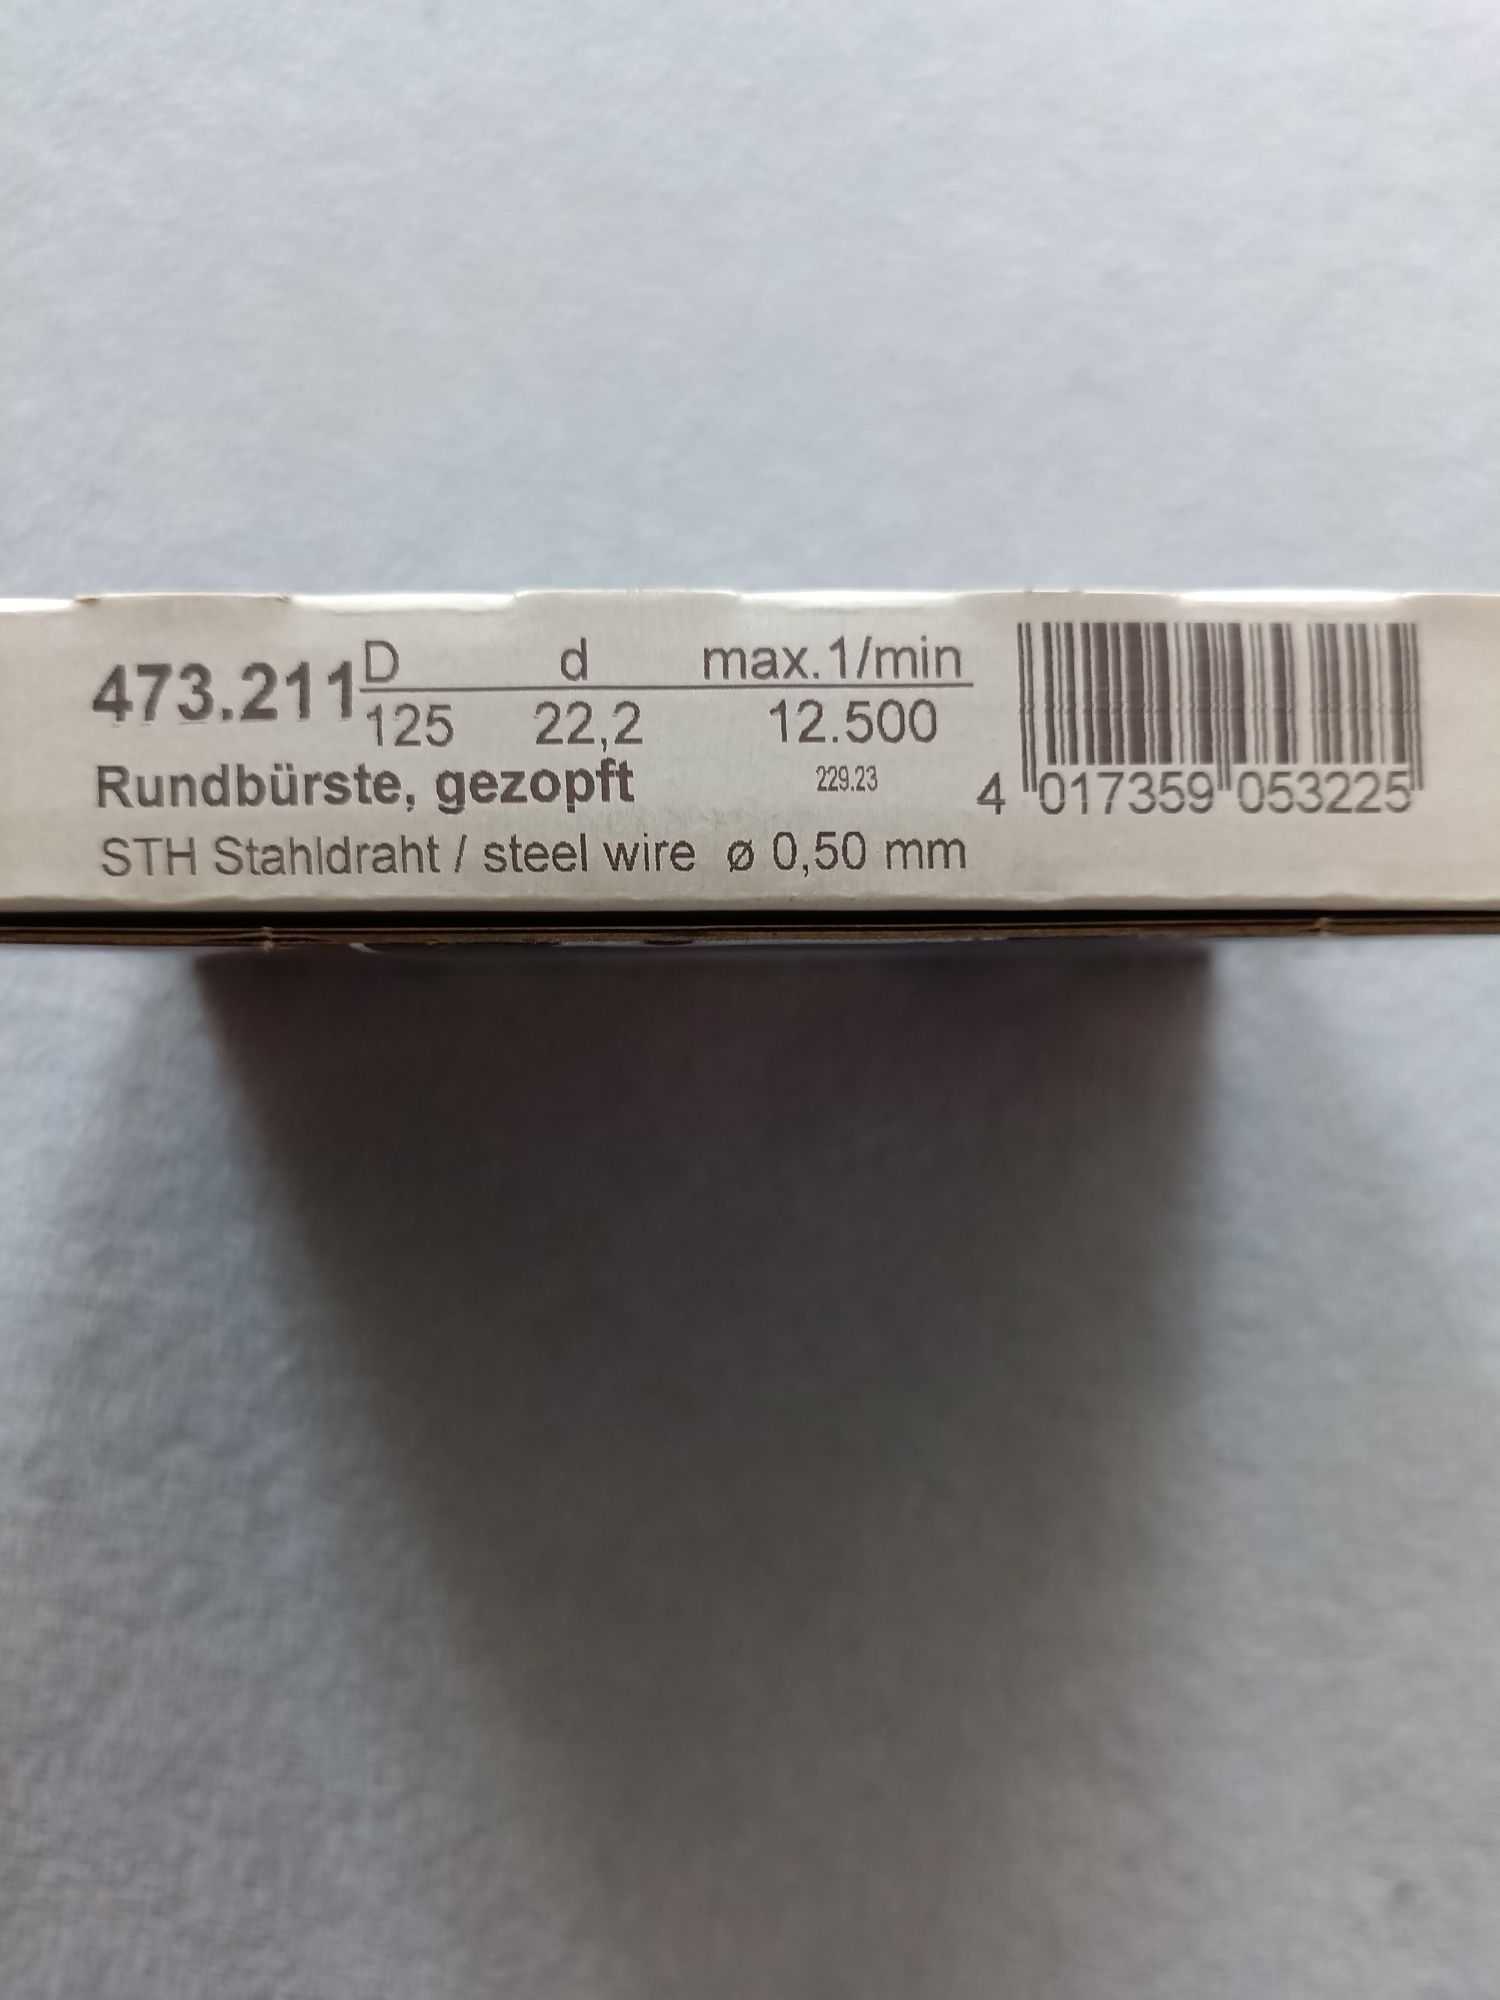 473.211 D d max.1/min
125 22,2 12.500
Rundbürste, gezopft 229.23
STH Stahldraht / steel wire ø 0,50 mm
4 017359 053225